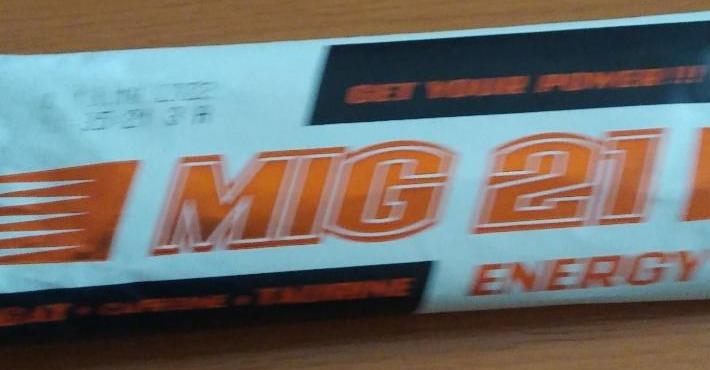 GET YOUR POWER!!!
MIG 21
ENERGY
CAFFEINE • TAURINE